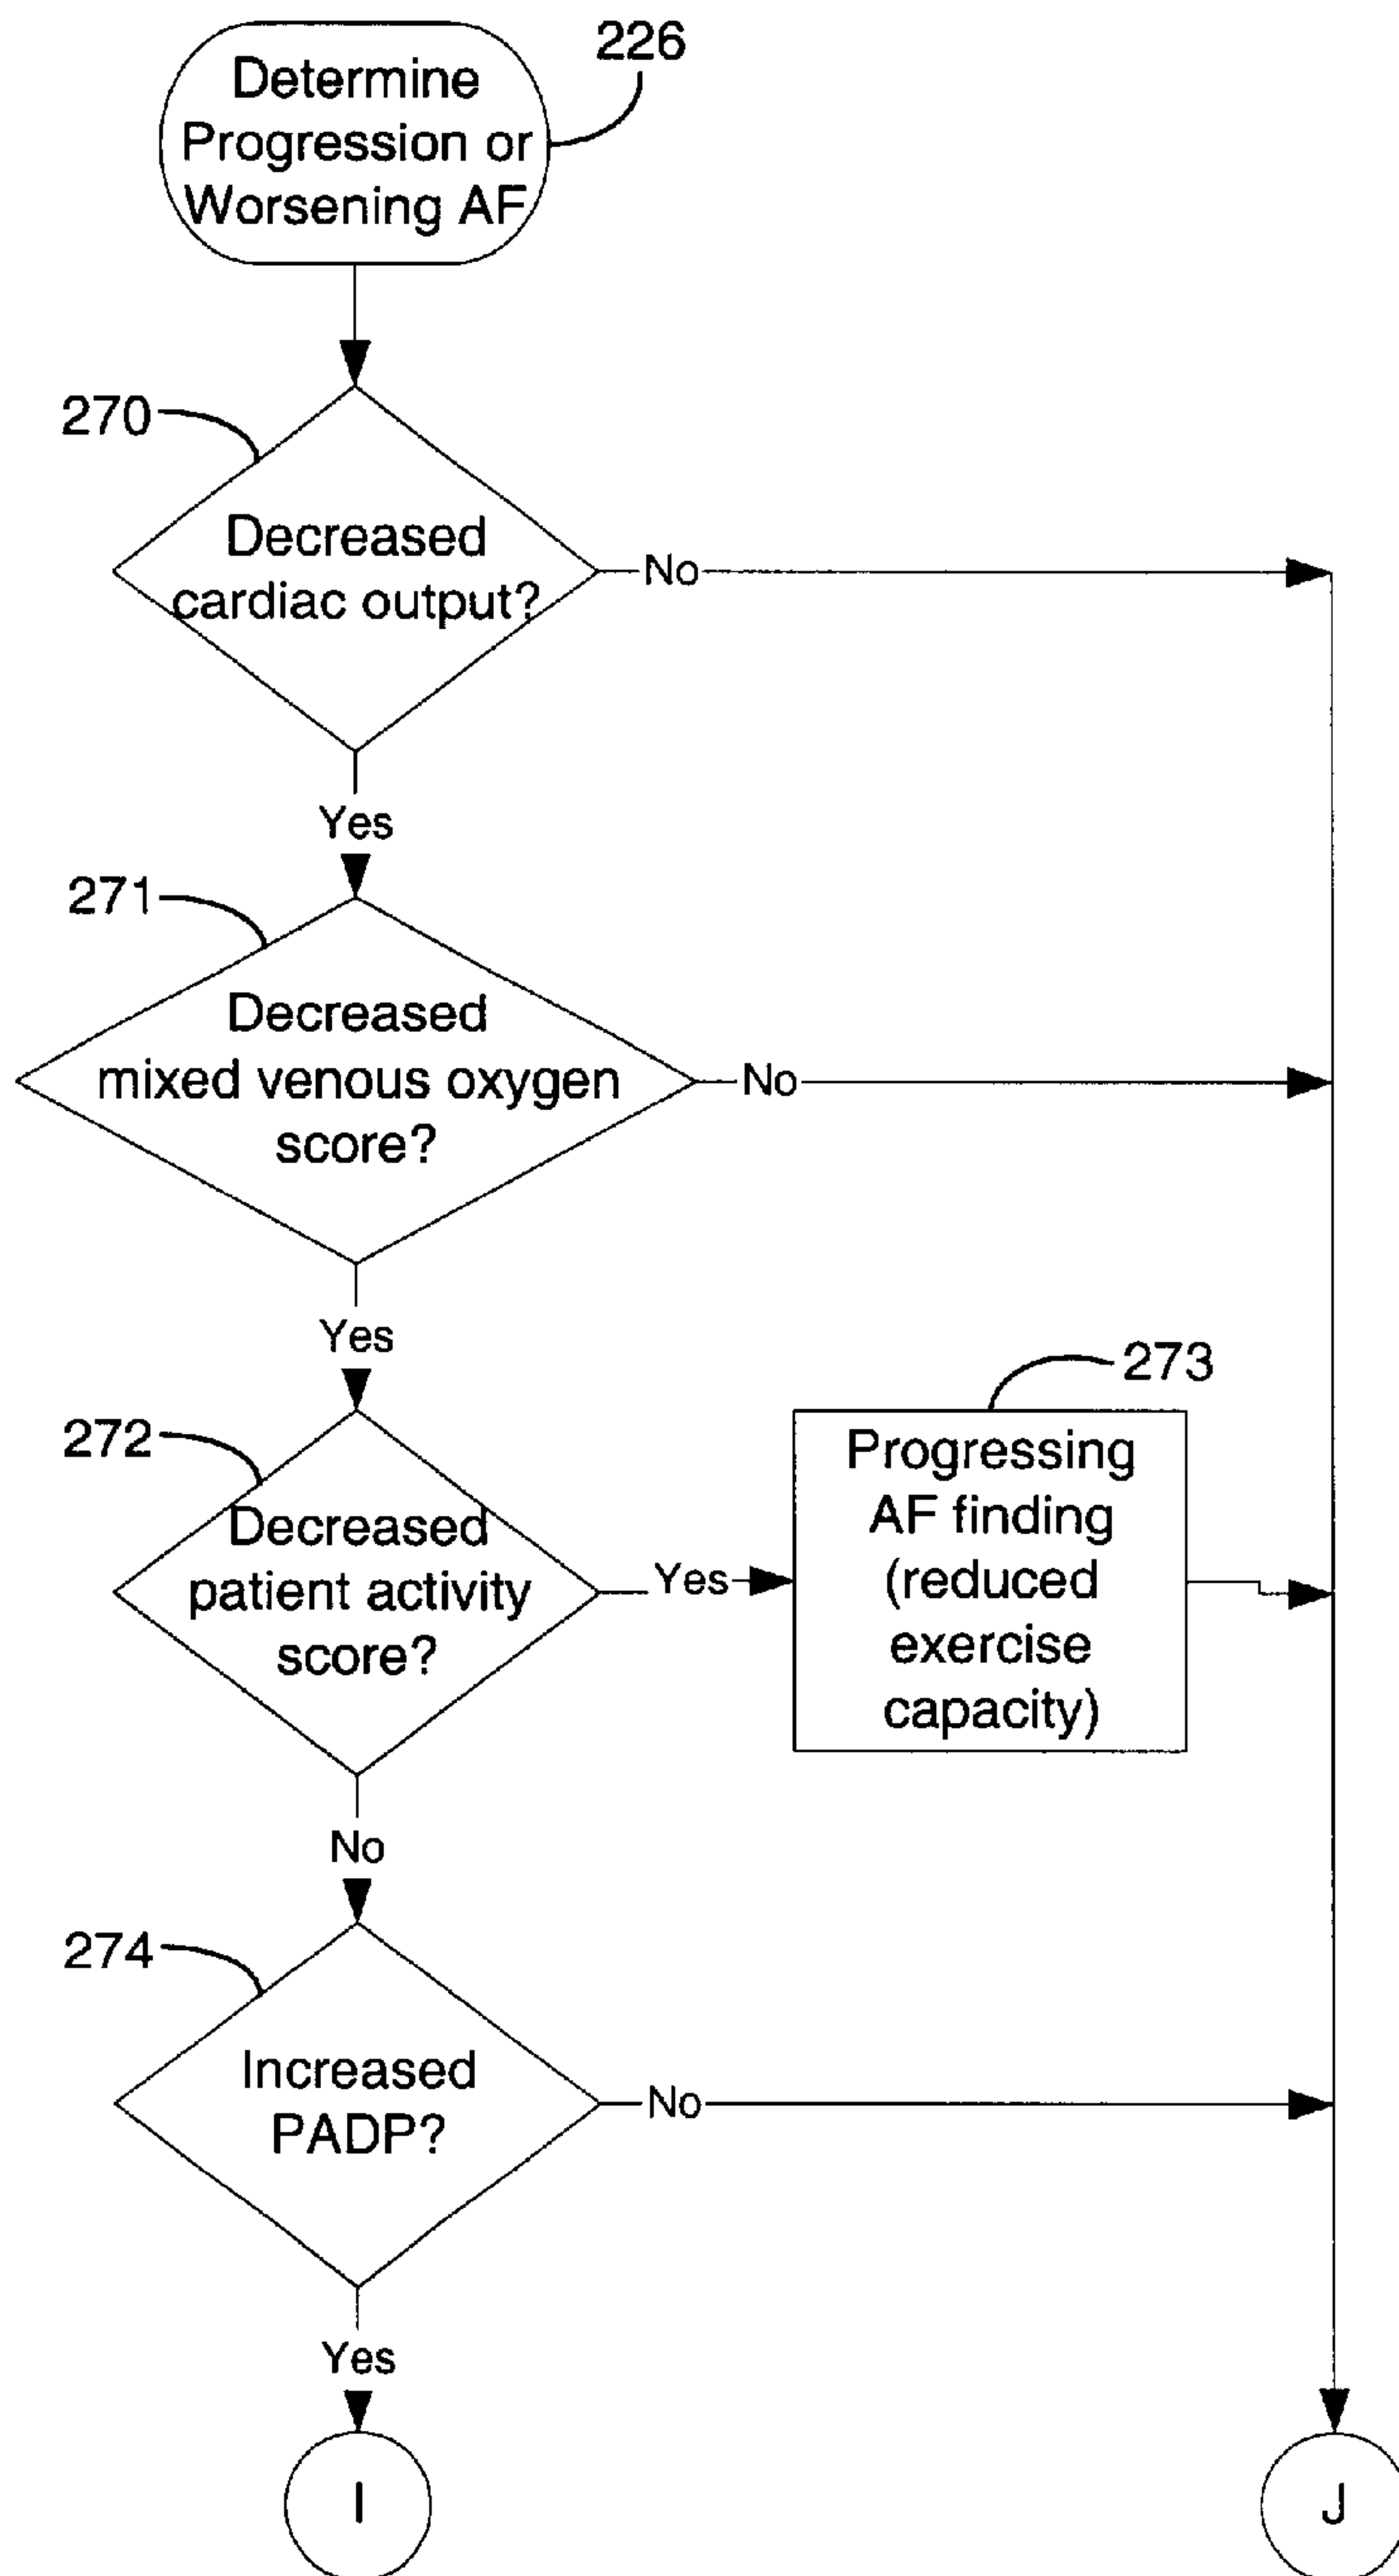 226
Determine
Progression or
Worsening AF
270
Decreased
cardiac output?
No
Yes
271
Decreased
mixed venous oxygen
score?
No
Yes
273
272
Decreased
patient activity
score?
Yes
Progressing
AF finding
(reduced
exercise
capacity)
No
274
Increased
PADP?
No
Yes
I
J